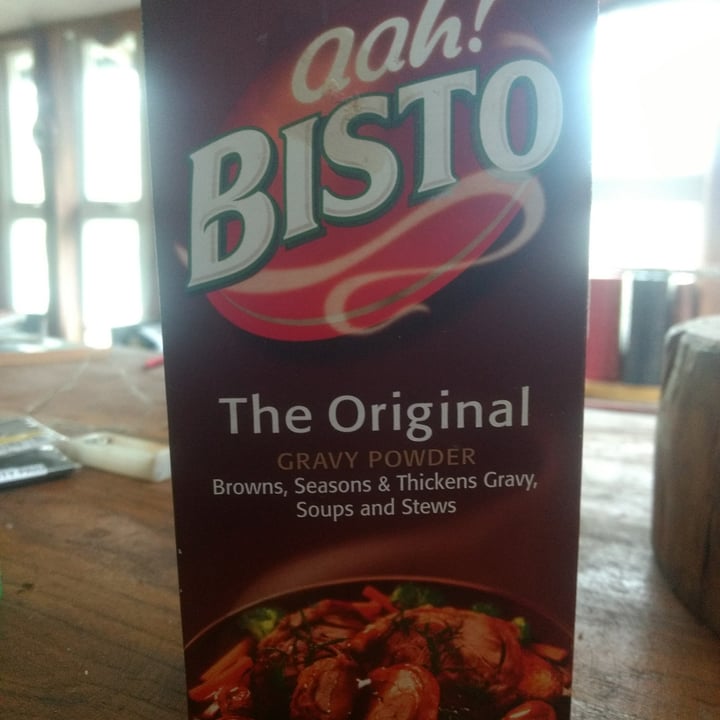 aah!
BISTO
The Original
GRAVY POWDER
Browns, Seasons & Thickens Gravy,
Soups and Stews